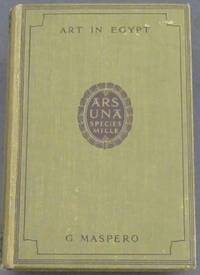 ART IN EGYPT
ARS
UNA
SPECIES
MILLE
G MASPERO